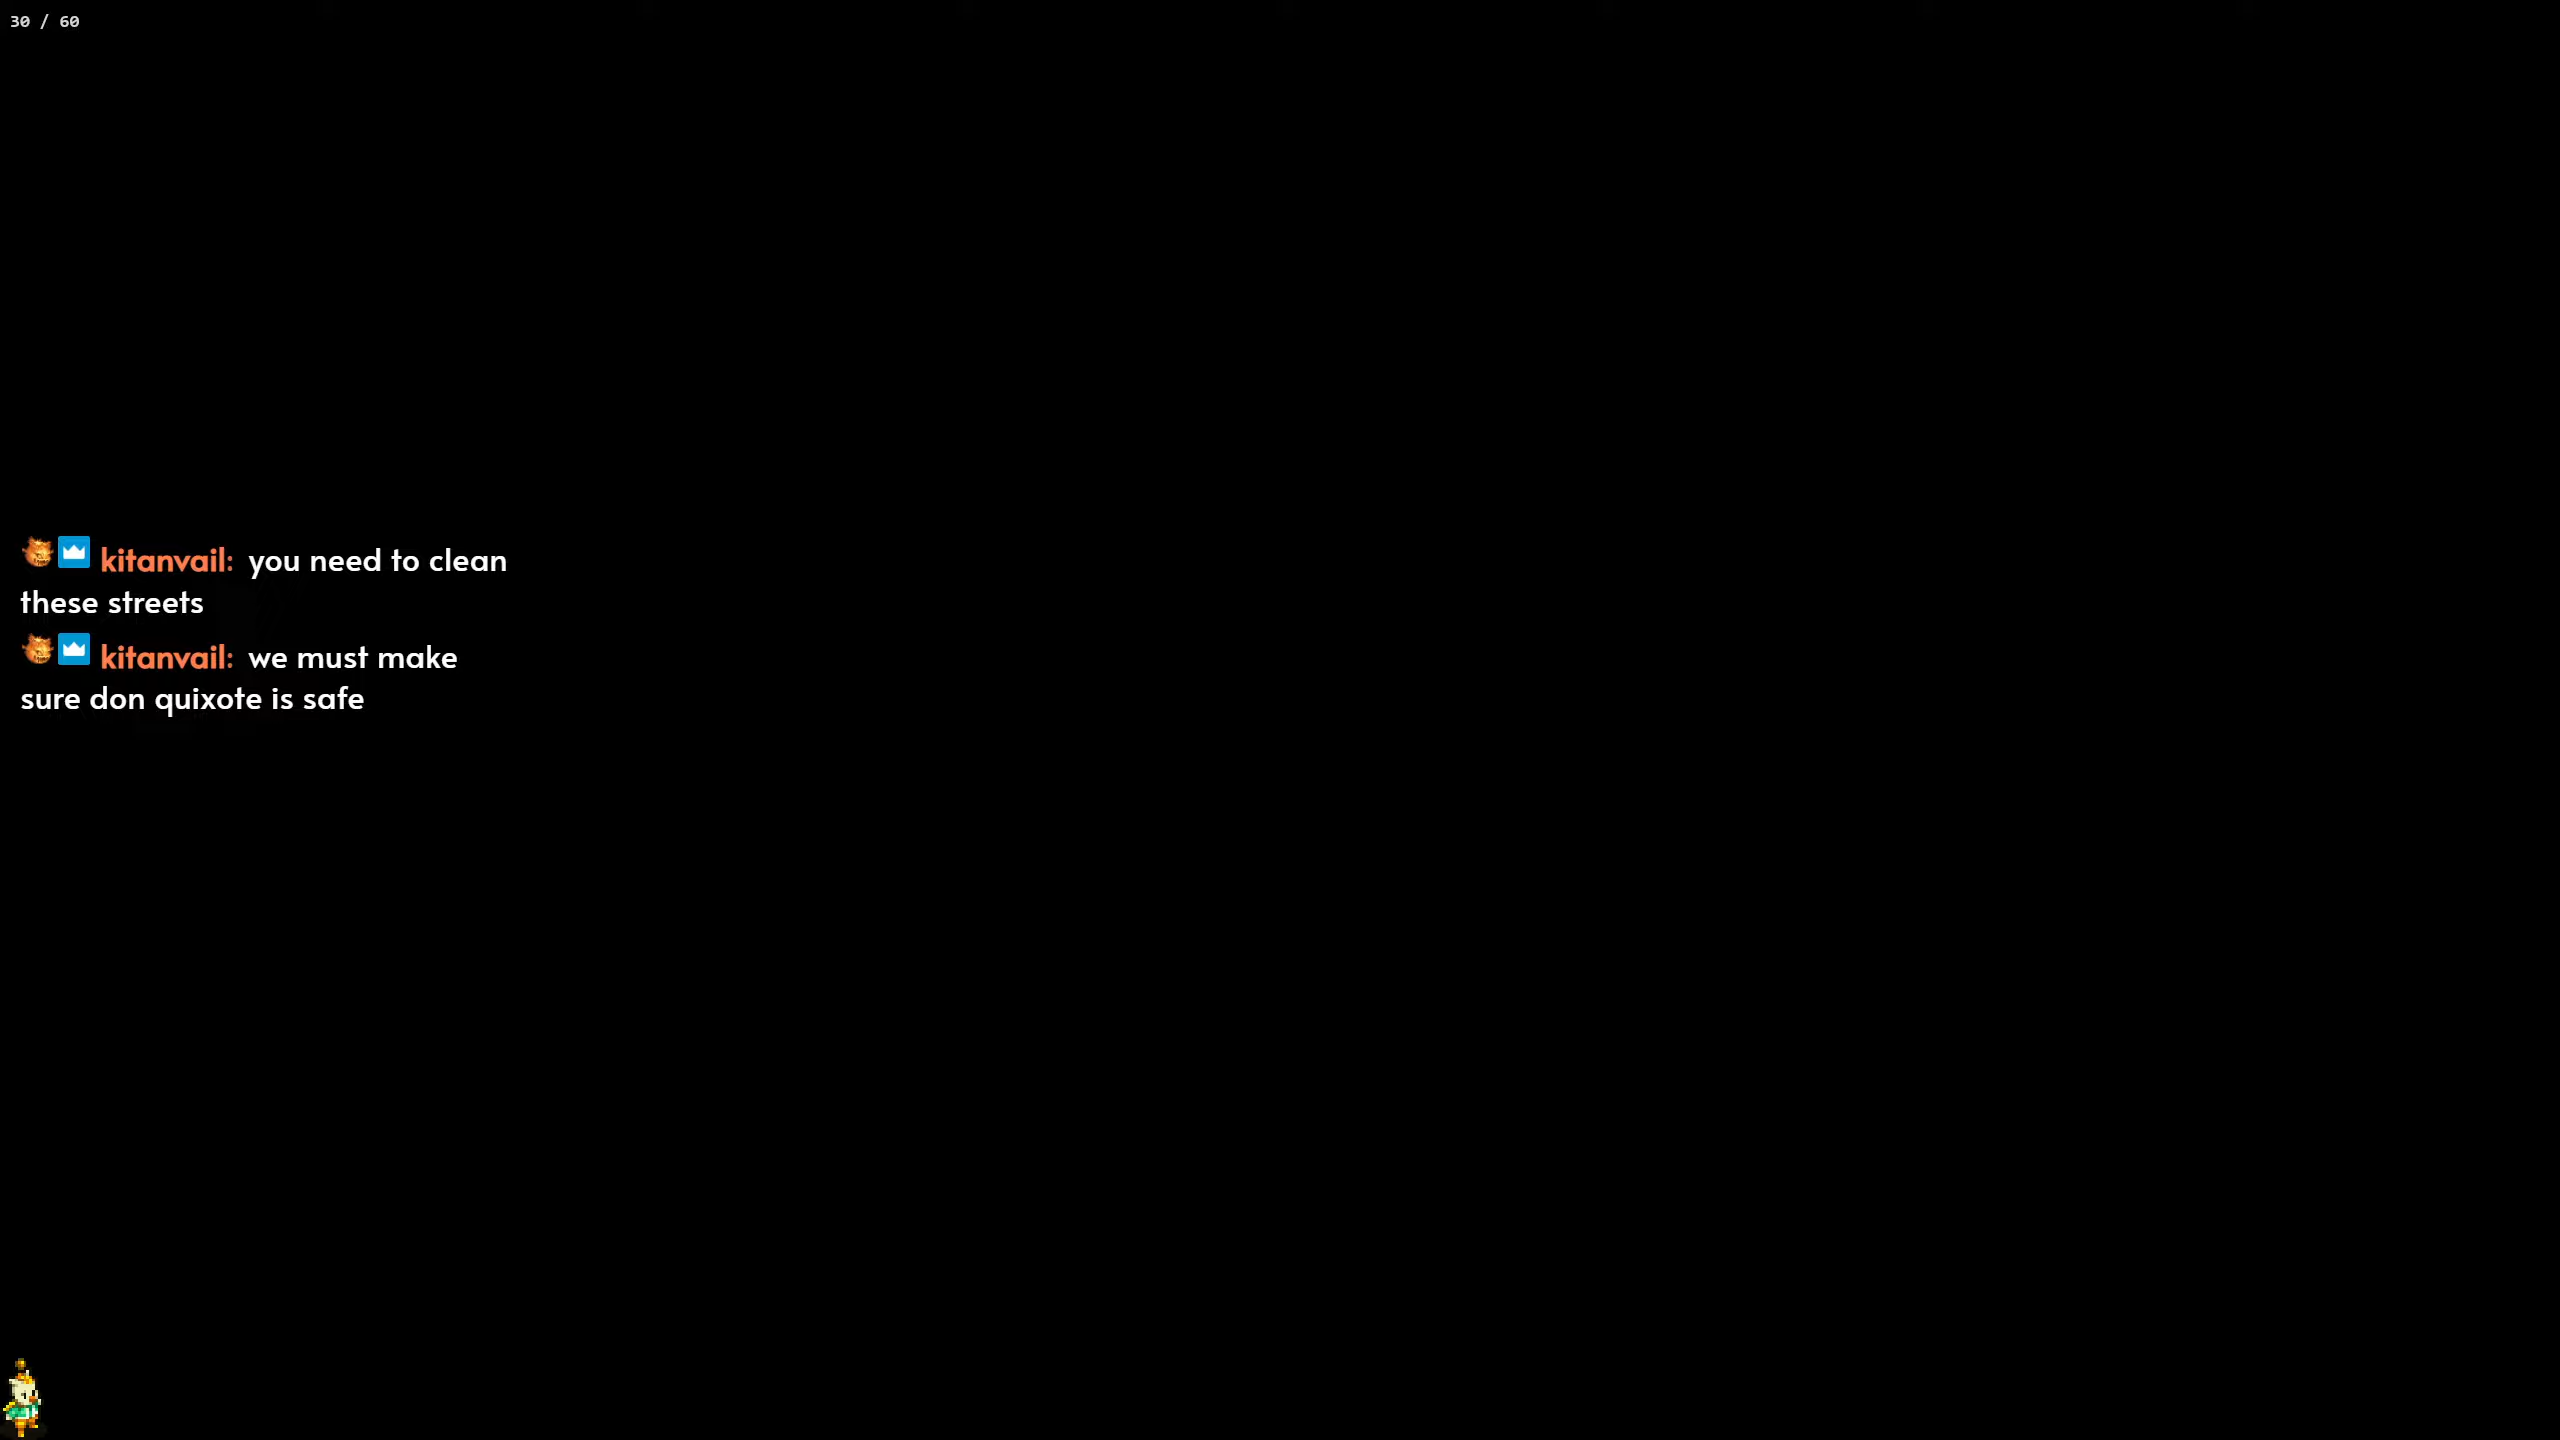 30 / 60
kitanvail: you need to clean
these streets
kitanvail: we must make
sure don quixote is safe